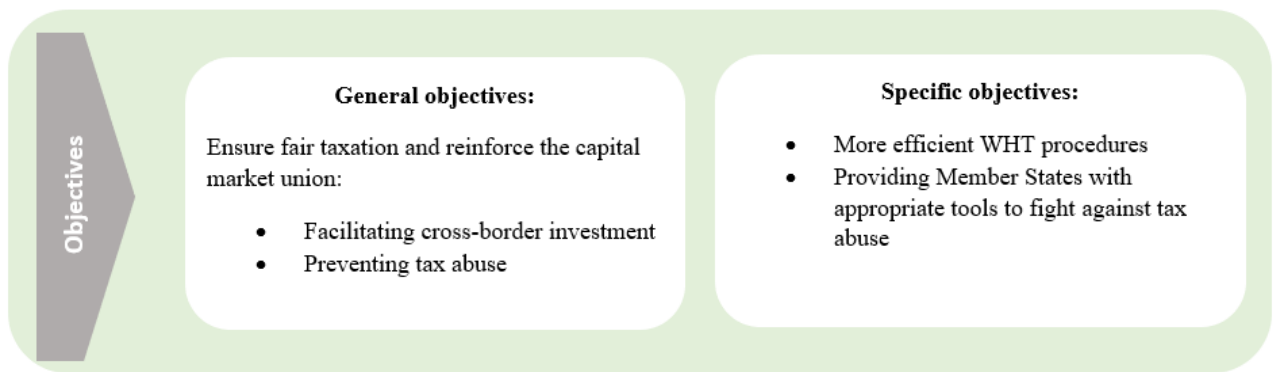 Objectives
General objectives:
Ensure fair taxation and reinforce the capital
market union:
• Facilitating cross-border investment
• Preventing tax abuse
Specific objectives:
• More efficient WHT procedures
• Providing Member States with
appropriate tools to fight against tax
abuse